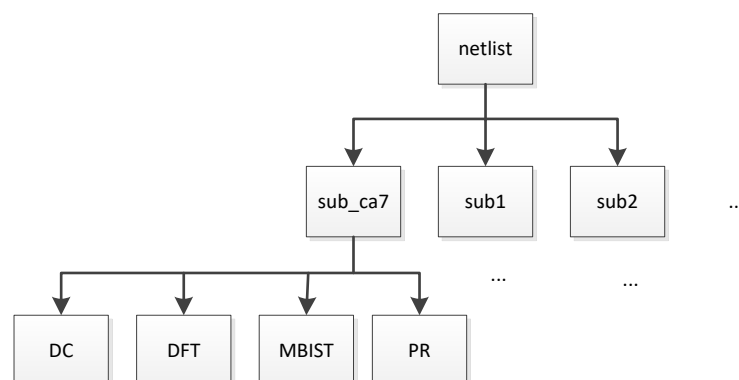 netlist
sub_ca7
sub1
sub2
..
...
...
DC
DFT
MBIST
PR